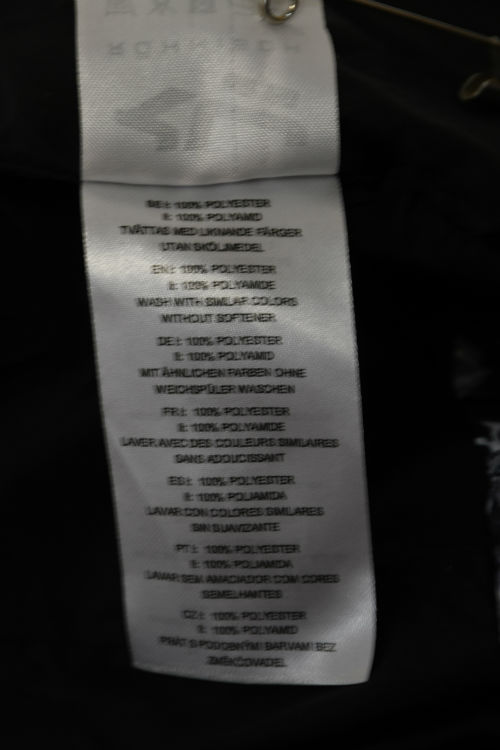 SE I: 100% POLYESTER
II: 100% POLYAMID
TVÄTTAS MED LIKNANDE FÄRGER
UTAN SKÖLJMEDEL
EN I: 100% POLYESTER
II: 100% POLYAMIDE
WASH WITH SIMILAR COLORS
WITHOUT SOFTENER
DE I: 100% POLYESTER
II: 100% POLYAMID
MIT ÄHNLICHEN FARBEN OHNE
WEICHSPÜLER WASCHEN
FR I: 100% POLYESTER
II: 100% POLYAMIDE
LAVER AVEC DES COULEURS SIMILAIRES
SANS ADOUCISSANT
ES I: 100% POLYESTER
II: 100% POLIAMIDA
LAVAR CON COLORES SIMILARES
SIN SUAVIZANTE
PT I: 100% POLYESTER
II: 100% POLIAMIDA
LAVAR SEM AMACIADOR COM CORES
SEMELHANTES
CZ I: 100% POLYESTER
II: 100% POLYAMID
PRÁT S PODOBNÝMI BARVAMI BEZ
ZMĚKČOVADEL